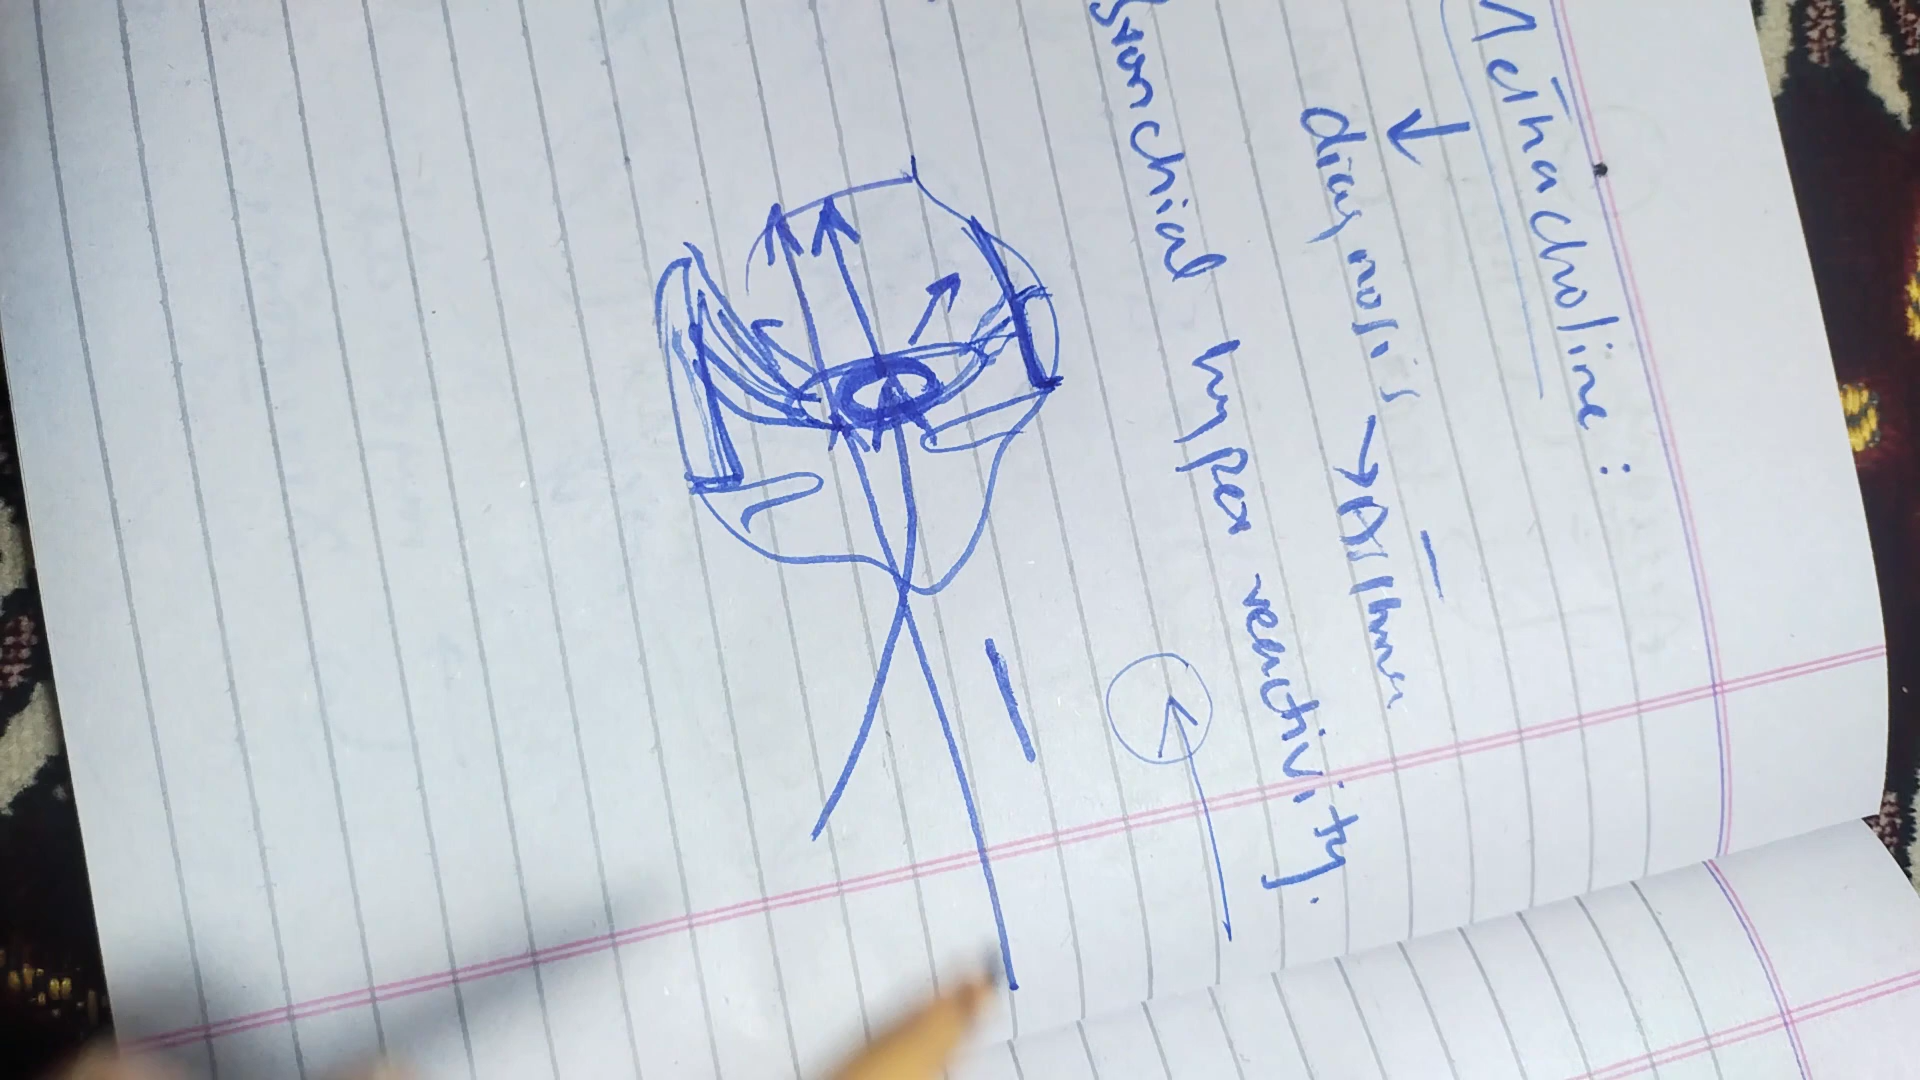 Methacholine:
↓
diagnosis → Asthma
Bronchial hyper reactivity.